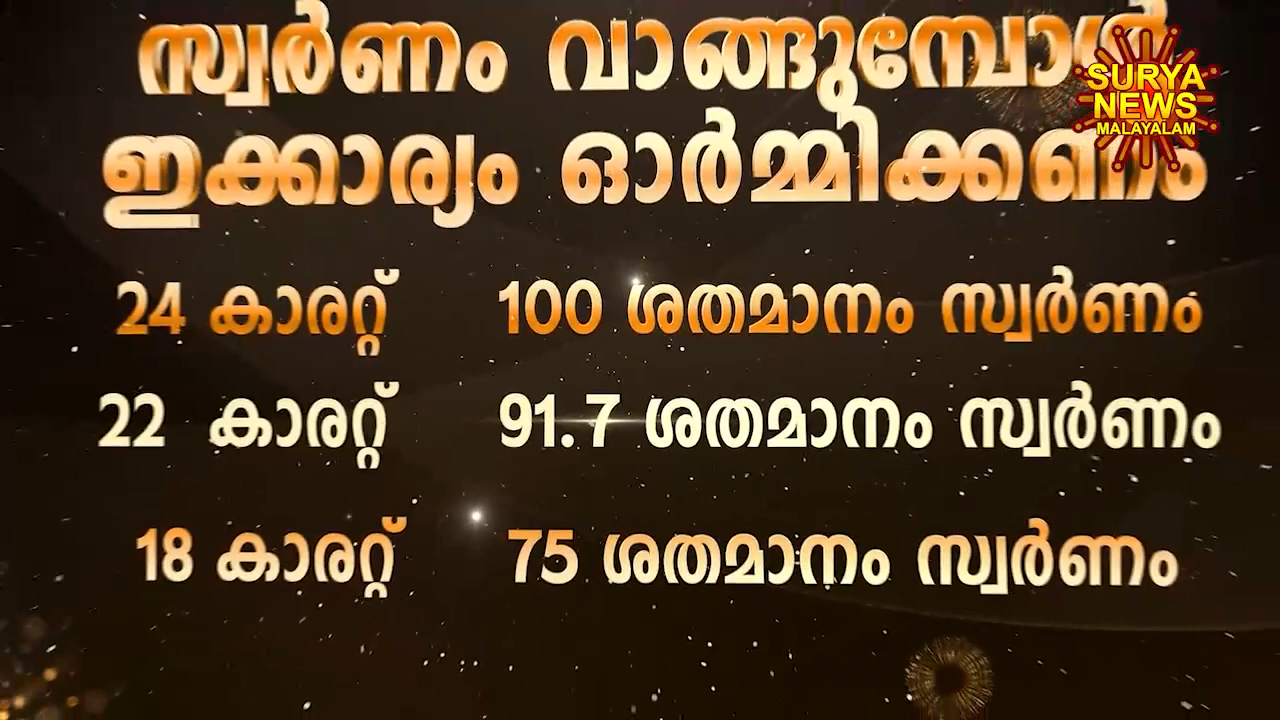 സ്വർണം വാങ്ങുമ്പോൾ
SURYA
NEWS
MALAYALAM
ഇക്കാര്യം ഓർമ്മിക്കണം
24 കാരറ്റ് 100 ശതമാനം സ്വർണം
22 കാരറ്റ് 91.7 ശതമാനം സ്വർണം
18 കാരറ്റ് 75 ശതമാനം സ്വർണം